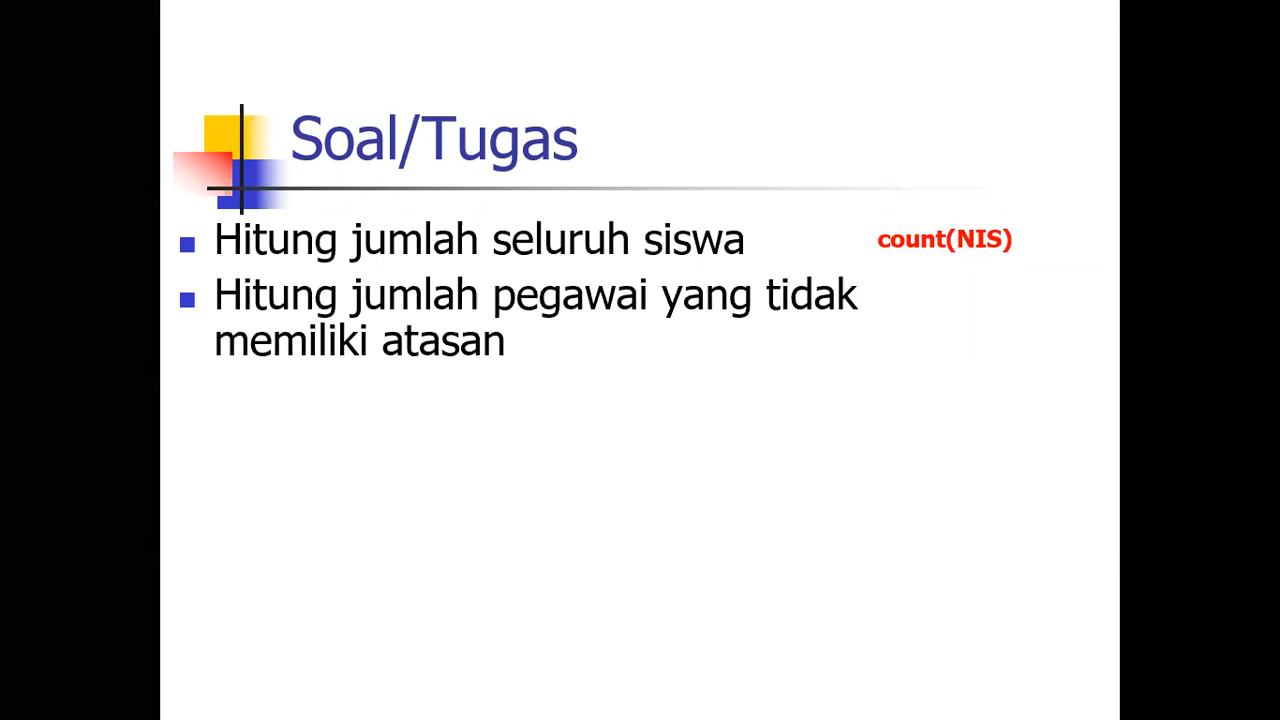 Soal/Tugas
Hitung jumlah seluruh siswa
count(NIS)
Hitung jumlah pegawai yang tidak
memiliki atasan